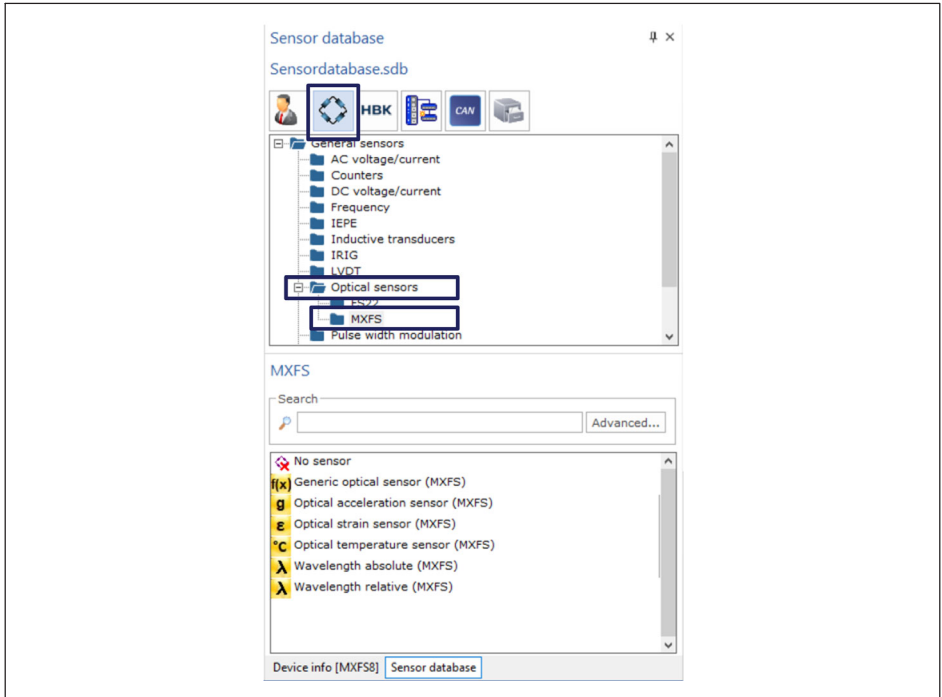 Sensor database
Sensordatabase.sdb
HBK
CAN
General sensors
AC voltage/current
Counters
DC voltage/current
Frequency
IEPE
Inductive transducers
IRIG
LVDT
Optical sensors
FS22
MXFS
Pulse width modulation
MXFS
Search
Advanced...
No sensor
f(x) Generic optical sensor (MXFS)
g Optical acceleration sensor (MXFS)
ε Optical strain sensor (MXFS)
°C Optical temperature sensor (MXFS)
λ Wavelength absolute (MXFS)
λ Wavelength relative (MXFS)
Device info [MXFS8] Sensor database